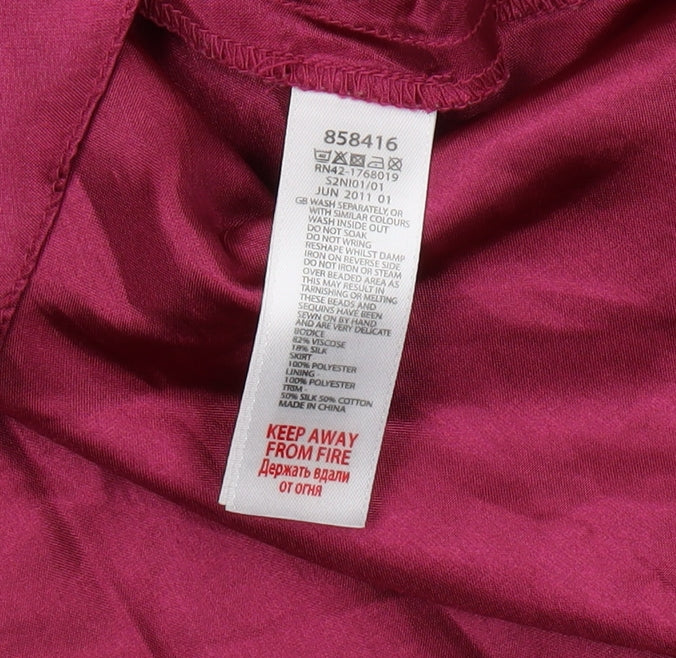 858416
RN42-1768019
S2NI01/01
JUN 2011 01
GB WASH SEPARATELY, OR
WITH SIMILAR COLOURS
WASH INSIDE OUT
DO NOT SOAK
DO NOT WRING
RESHAPE WHILST DAMP
IRON ON REVERSE SIDE
DO NOT IRON OR STEAM
OVER BEADED AREA AS
THIS MAY RESULT IN
TARNISHING OR MELTING
THESE BEADS AND
SEQUINS HAVE BEEN
SEWN ON BY HAND
AND ARE VERY DELICATE
BODICE
82% VISCOSE
18% SILK
SKIRT
100% POLYESTER
LINING -
100% POLYESTER
TRIM -
50% SILK 50% COTTON
MADE IN CHINA
KEEP AWAY
FROM FIRE
Держать вдали
от огня